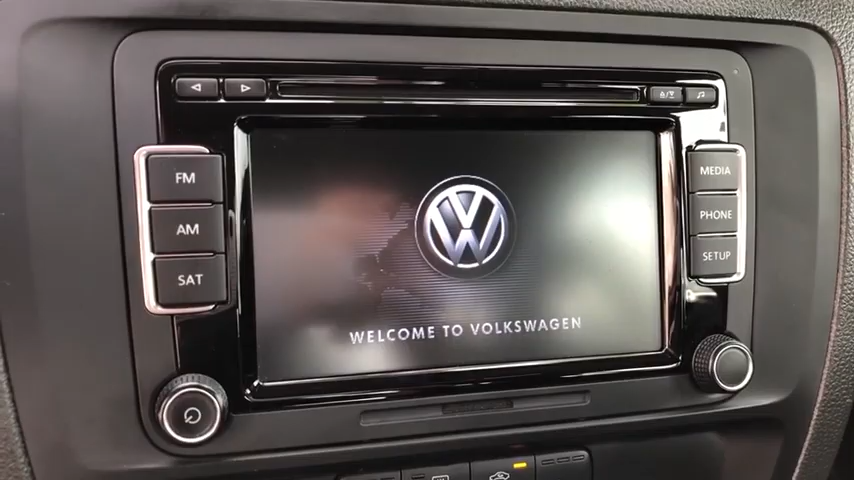 FM
AM
SAT
WELCOME TO VOLKSWAGEN
MEDIA
PHONE
SETUP